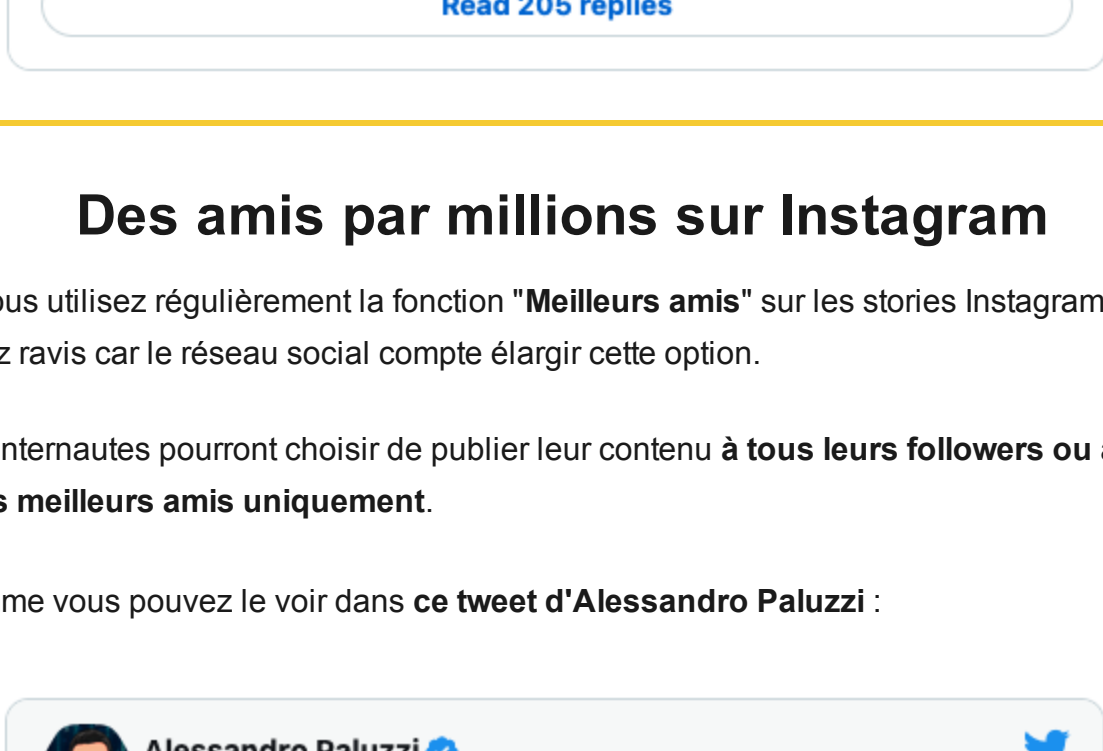 Read 205 replies
Des amis par millions sur Instagram
ous utilisez régulièrement la fonction "Meilleurs amis" sur les stories Instagram
z ravis car le réseau social compte élargir cette option.
nternautes pourront choisir de publier leur contenu à tous leurs followers ou
s meilleurs amis uniquement.
me vous pouvez le voir dans ce tweet d'Alessandro Paluzzi :
Alessandro Paluzzi